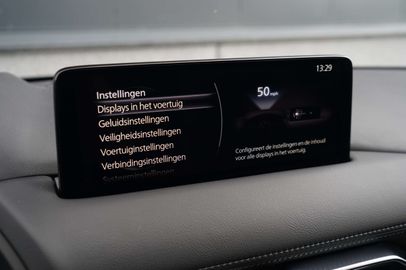 13:29
Instellingen
Displays in het voertuig
Geluidsinstellingen
Veiligheidsinstellingen
Voertuiginstellingen
Verbindingsinstellingen
Systeeminstellingen
50 mph
Configureert de instellingen en de inhoud
voor alle displays in het voertuig.